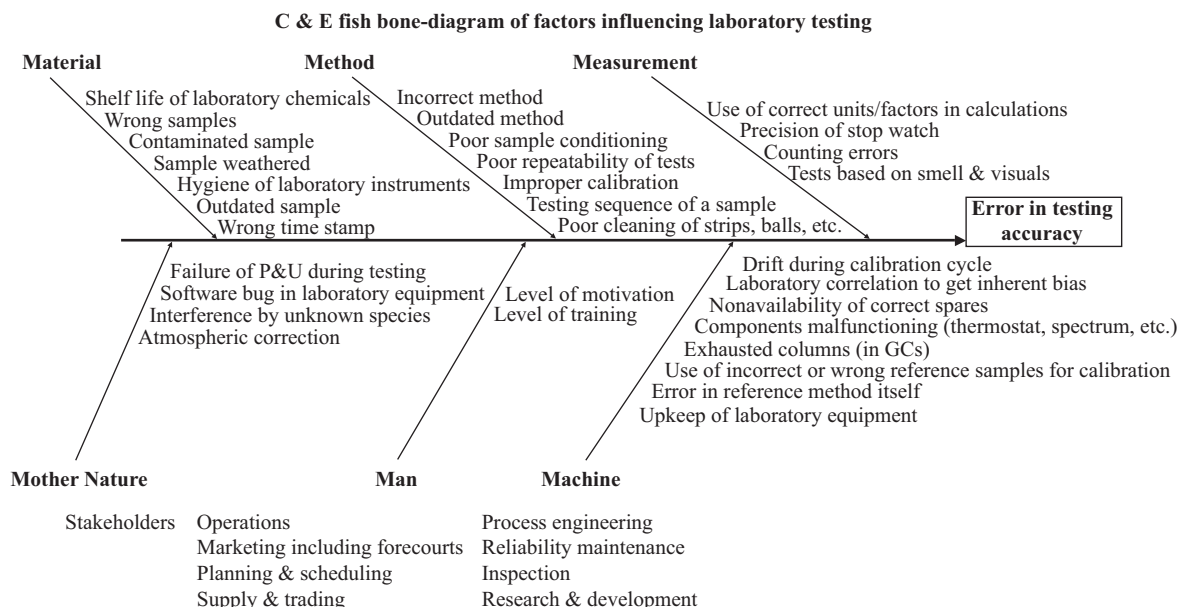 C & E fish bone-diagram of factors influencing laboratory testing
Material
Method
Measurement
Shelf life of laboratory chemicals
Wrong samples
Contaminated sample
Sample weathered
Hygiene of laboratory instruments
Outdated sample
Wrong time stamp
Incorrect method
Outdated method
Poor sample conditioning
Poor repeatability of tests
Improper calibration
Testing sequence of a sample
Poor cleaning of strips, balls, etc.
Use of correct units/factors in calculations
Precision of stop watch
Counting errors
Tests based on smell & visuals
Error in testing
accuracy
Failure of P&U during testing
Software bug in laboratory equipment
Interference by unknown species
Atmospheric correction
Level of motivation
Level of training
Drift during calibration cycle
Laboratory correlation to get inherent bias
Nonavailability of correct spares
Components malfunctioning (thermostat, spectrum, etc.)
Exhausted columns (in GCs)
Use of incorrect or wrong reference samples for calibration
Error in reference method itself
Upkeep of laboratory equipment
Mother Nature
Man
Machine
Stakeholders
Operations
Marketing including forecourts
Planning & scheduling
Supply & trading
Process engineering
Reliability maintenance
Inspection
Research & development